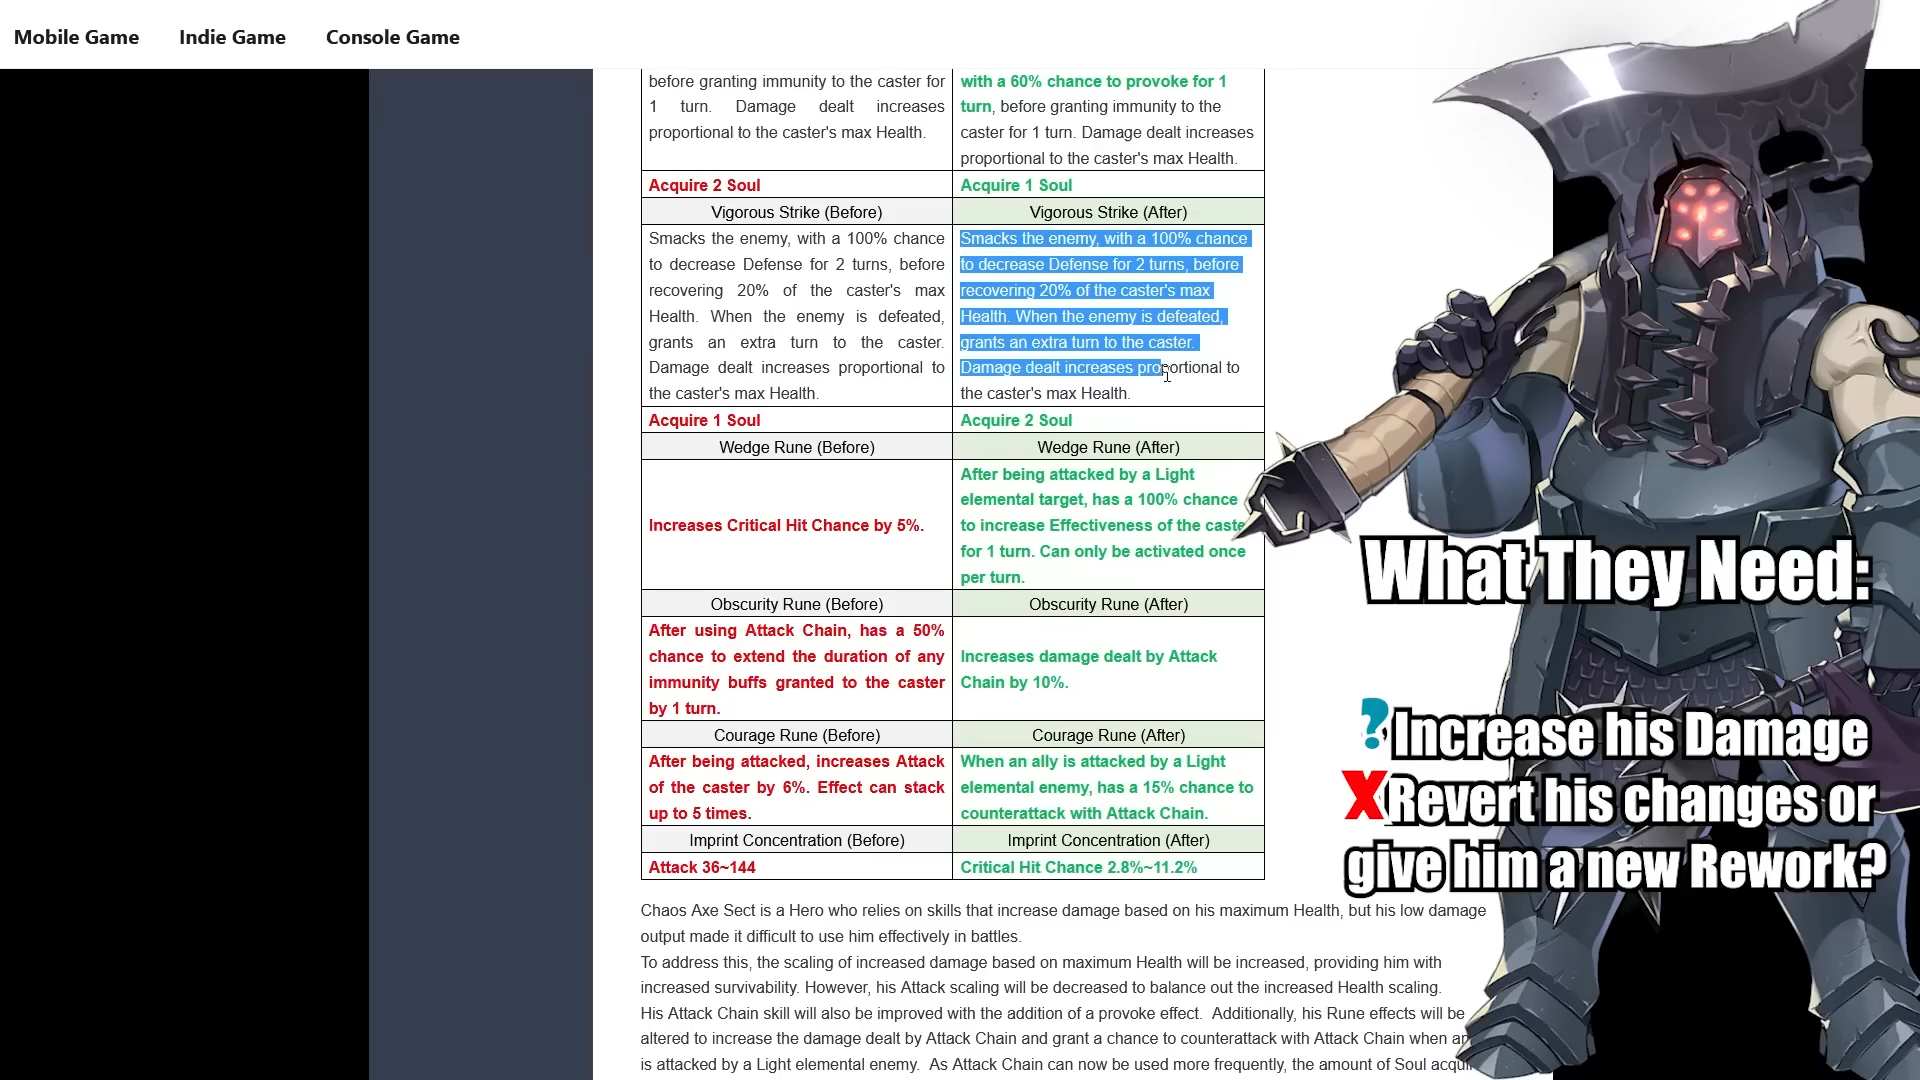 Mobile Game Indie Game Console Game
before granting immunity to the caster for
1 turn. Damage dealt increases
proportional to the caster's max Health.
with a 60% chance to provoke for 1
turn, before granting immunity to the
caster for 1 turn. Damage dealt increases
proportional to the caster's max Health.
Acquire 2 Soul
Acquire 1 Soul
Vigorous Strike (Before)
Vigorous Strike (After)
Smacks the enemy, with a 100% chance
to decrease Defense for 2 turns, before
recovering 20% of the caster's max
Health. When the enemy is defeated,
grants an extra turn to the caster.
Damage dealt increases proportional to
the caster's max Health.
Smacks the enemy, with a 100% chance
to decrease Defense for 2 turns, before
recovering 20% of the caster's max
Health. When the enemy is defeated,
grants an extra turn to the caster.
Damage dealt increases proportional to
the caster's max Health.
Acquire 1 Soul
Acquire 2 Soul
Wedge Rune (Before)
Wedge Rune (After)
Increases Critical Hit Chance by 5%.
After being attacked by a Light
elemental target, has a 100% chance
to increase Effectiveness of the caste
for 1 turn. Can only be activated once
per turn.
Obscurity Rune (Before)
Obscurity Rune (After)
After using Attack Chain, has a 50%
chance to extend the duration of any
immunity buffs granted to the caster
by 1 turn.
Increases damage dealt by Attack
Chain by 10%.
Courage Rune (Before)
Courage Rune (After)
After being attacked, increases Attack
of the caster by 6%. Effect can stack
up to 5 times.
When an ally is attacked by a Light
elemental enemy, has a 15% chance to
counterattack with Attack Chain.
Imprint Concentration (Before)
Imprint Concentration (After)
Attack 36~144
Critical Hit Chance 2.8%~11.2%
Chaos Axe Sect is a Hero who relies on skills that increase damage based on his maximum Health, but his low damage
output made it difficult to use him effectively in battles.
To address this, the scaling of increased damage based on maximum Health will be increased, providing him with
increased survivability. However, his Attack scaling will be decreased to balance out the increased Health scaling.
His Attack Chain skill will also be improved with the addition of a provoke effect. Additionally, his Rune effects will be
altered to increase the damage dealt by Attack Chain and grant a chance to counterattack with Attack Chain when an
is attacked by a Light elemental enemy. As Attack Chain can now be used more frequently, the amount of Soul acqui
What They Need:
? Increase his Damage
X Revert his changes or
give him a new Rework?